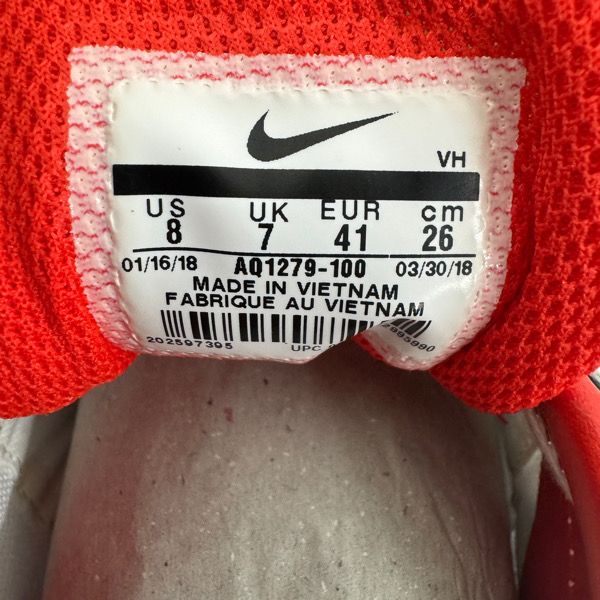 VH
US UK EUR cm
8 7 41 26
01/16/18 AQ1279-100 03/30/18
MADE IN VIETNAM
FABRIQUE AU VIETNAM
202597395 UPC